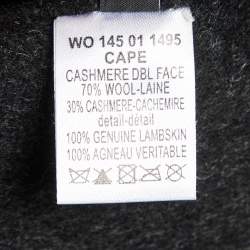 WO 145 01 1495
CAPE
CASHMERE DBL FACE
70% WOOL-LAINE
30% CASHMERE-CACHEMIRE
detail-détail
100% GENUINE LAMBSKIN
100% AGNEAU VERITABLE